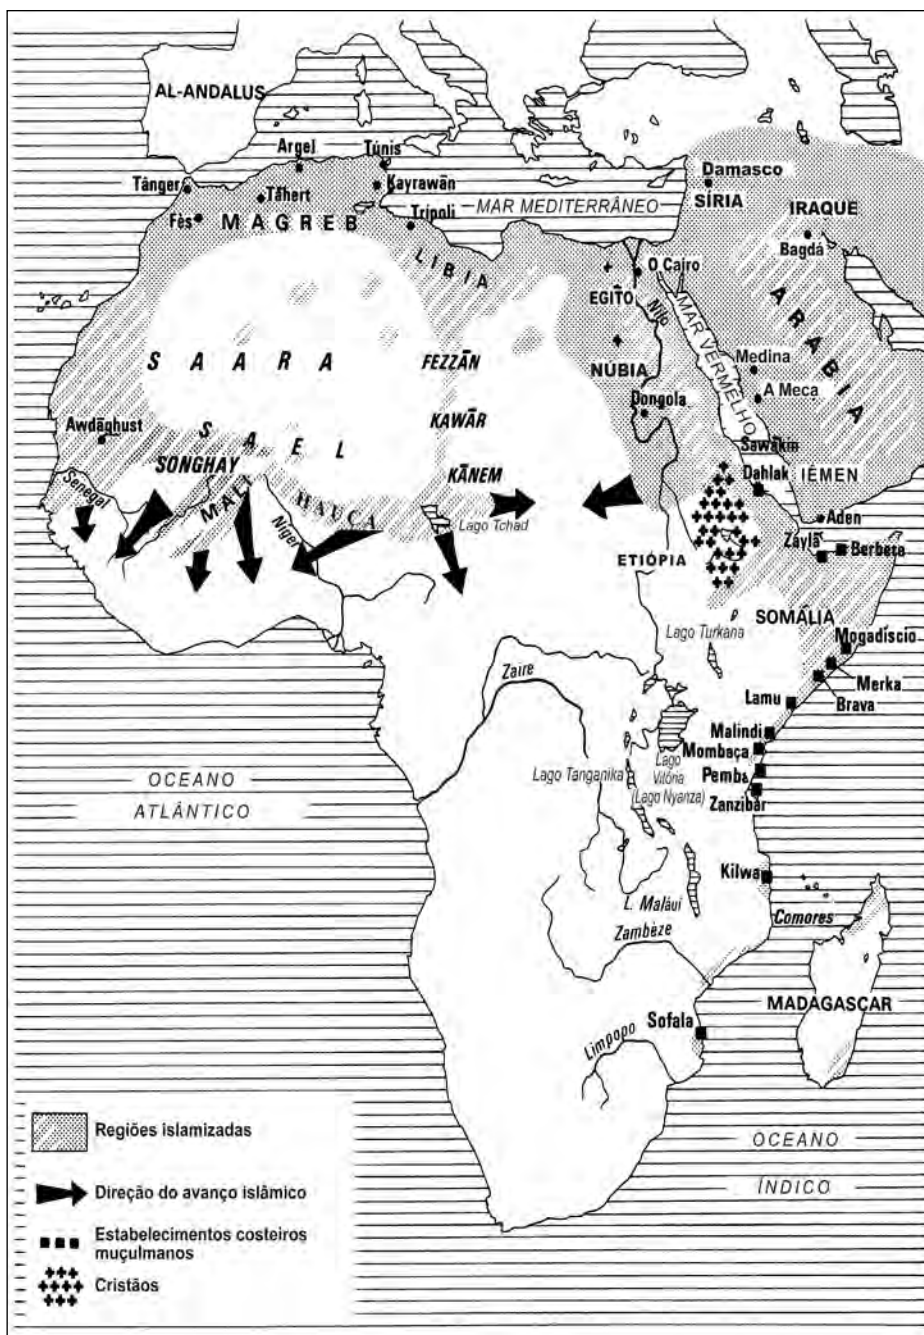 AL-ANDALUS
Argel
Túnis
Tânger
Tāhert
Kayrawān
Damasco
SÍRIA
MAR MEDITERRÂNEO
IRAQUE
Fès
MAGREB
Trípoli
Bagdá
LÍBIA
O Cairo
EGITO
Nilo
MAR VERMELHO
ARABIA
SAARA
FEZZĀN
NÚBIA
Medina
A Meca
Dongola
KAWĀR
Awdāghust
SAEL
Sawākin
SONGHAY
KĀNEM
Dahlak
IÊMEN
Senegal
MALI
HAUÇA
Níger
Lago Tchad
Aden
Zaylā
Berbera
ETIÓPIA
SOMÁLIA
Lago Turkana
Mogadíscio
Merka
Zaire
Brava
Lamu
Malindi
Mombaça
Lago
Vitória
(Lago Nyanza)
Lago Tanganika
Pemba
Zanzibar
OCEANO
ATLÂNTICO
Kilwa
L. Maláui
Comores
Zambeze
MADAGASCAR
Sofala
Limpopo
Regiões islamizadas
Direção do avanço islâmico
Estabelecimentos costeiros
muçulmanos
Cristãos
OCEANO
ÍNDICO